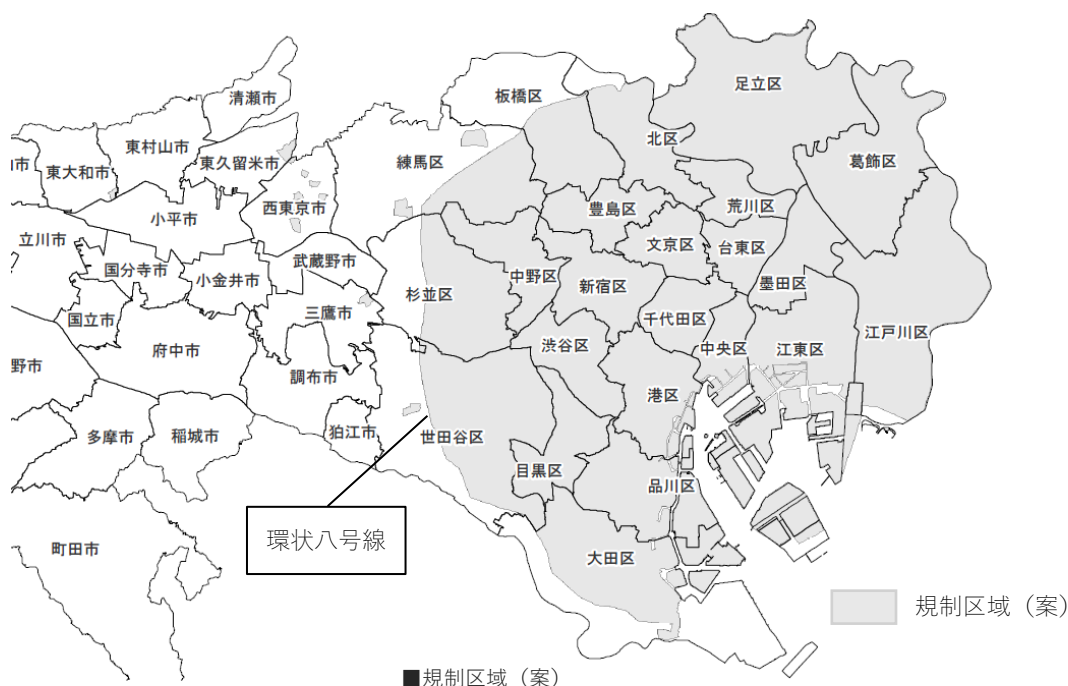 清瀬市
板橋区
足立区
東村山市
北区
練馬区
葛飾区
東久留米市
山市
東大和市
豊島区
荒川区
西東京市
小平市
文京区
台東区
立川市
武蔵野市
国分寺市
中野区
小金井市
新宿区
墨田区
杉並区
三鷹市
千代田区
国立市
江戸川区
渋谷区
中央区
江東区
府中市
野市
調布市
港区
多摩市
稲城市
狛江市
世田谷区
目黒区
品川区
環状八号線
町田市
大田区
規制区域（案）
■規制区域（案）